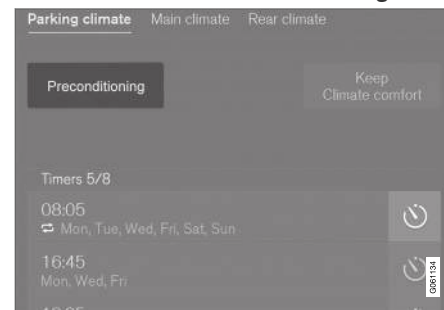 Parking climate Main climate Rear climate
Preconditioning
Keep
Climate comfort
Timers 5/8
08:05
Mon, Tue, Wed, Fri, Sat, Sun
16:45
Mon, Wed, Fri
G061134